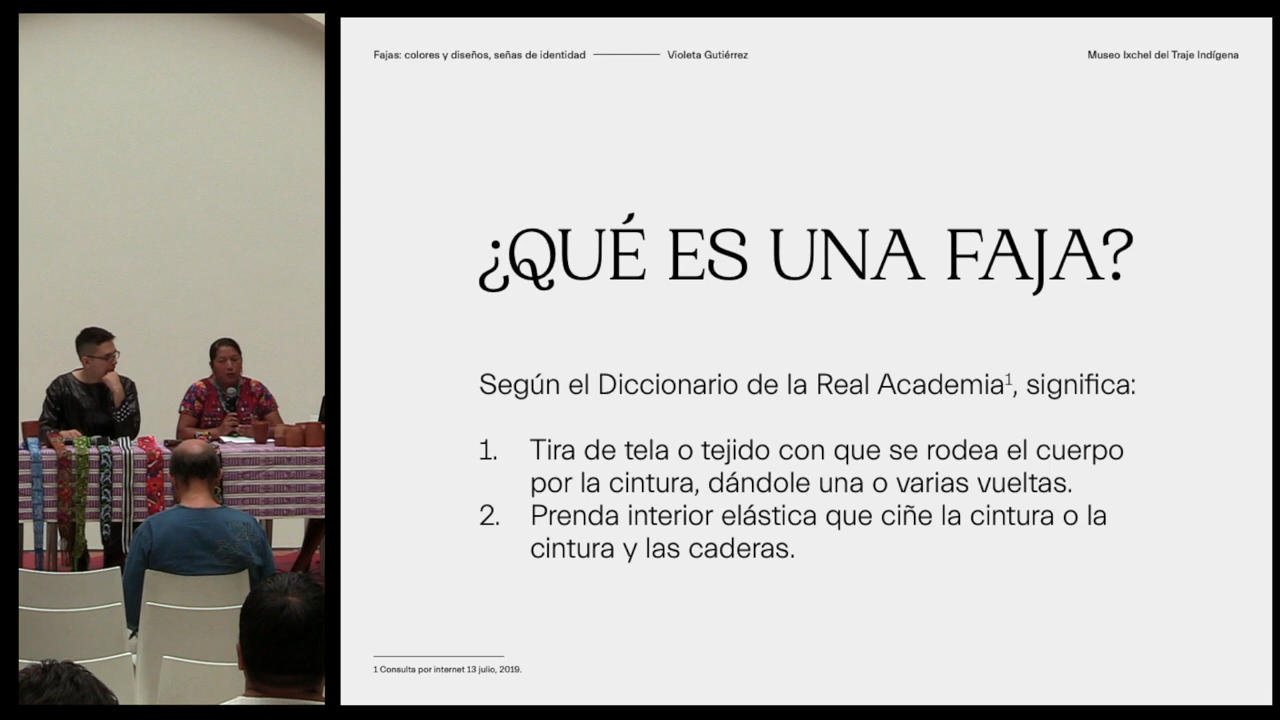 Fajas: colores y diseños, señas de identidad Violeta Gutiérrez Museo Ixchel del Traje Indígena
¿QUÉ ES UNA FAJA?
Según el Diccionario de la Real Academia¹, significa:
1. Tira de tela o tejido con que se rodea el cuerpo
por la cintura, dándole una o varias vueltas.
2. Prenda interior elástica que ciñe la cintura o la
cintura y las caderas.
1 Consulta por internet 13 julio, 2019.